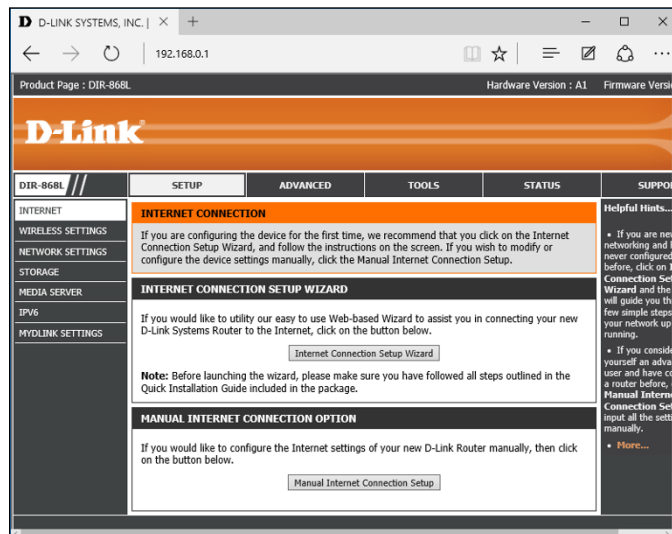 D D-LINK SYSTEMS, INC. |
192.168.0.1
Product Page : DIR-868L
Hardware Version : A1 Firmware Versi
D-Link
DIR-868L
SETUP
ADVANCED
TOOLS
STATUS
SUPPO
INTERNET
WIRELESS SETTINGS
NETWORK SETTINGS
STORAGE
MEDIA SERVER
IPV6
MYDLINK SETTINGS
INTERNET CONNECTION
If you are configuring the device for the first time, we recommend that you click on the Internet
Connection Setup Wizard, and follow the instructions on the screen. If you wish to modify or
configure the device settings manually, click the Manual Internet Connection Setup.
INTERNET CONNECTION SETUP WIZARD
If you would like to utility our easy to use Web-based Wizard to assist you in connecting your new
D-Link Systems Router to the Internet, click on the button below.
Internet Connection Setup Wizard
Note: Before launching the wizard, please make sure you have followed all steps outlined in the
Quick Installation Guide included in the package.
MANUAL INTERNET CONNECTION OPTION
If you would like to configure the Internet settings of your new D-Link Router manually, then click
on the button below.
Manual Internet Connection Setup
Helpful Hints...
• If you are new
networking and
never configured
before, click on
Connection Set
Wizard and the
will guide you th
few simple steps
your network up
running.
• If you conside
yourself an adva
user and have co
a router before,
Manual Interne
Connection Set
input all the setti
manually.
• More...